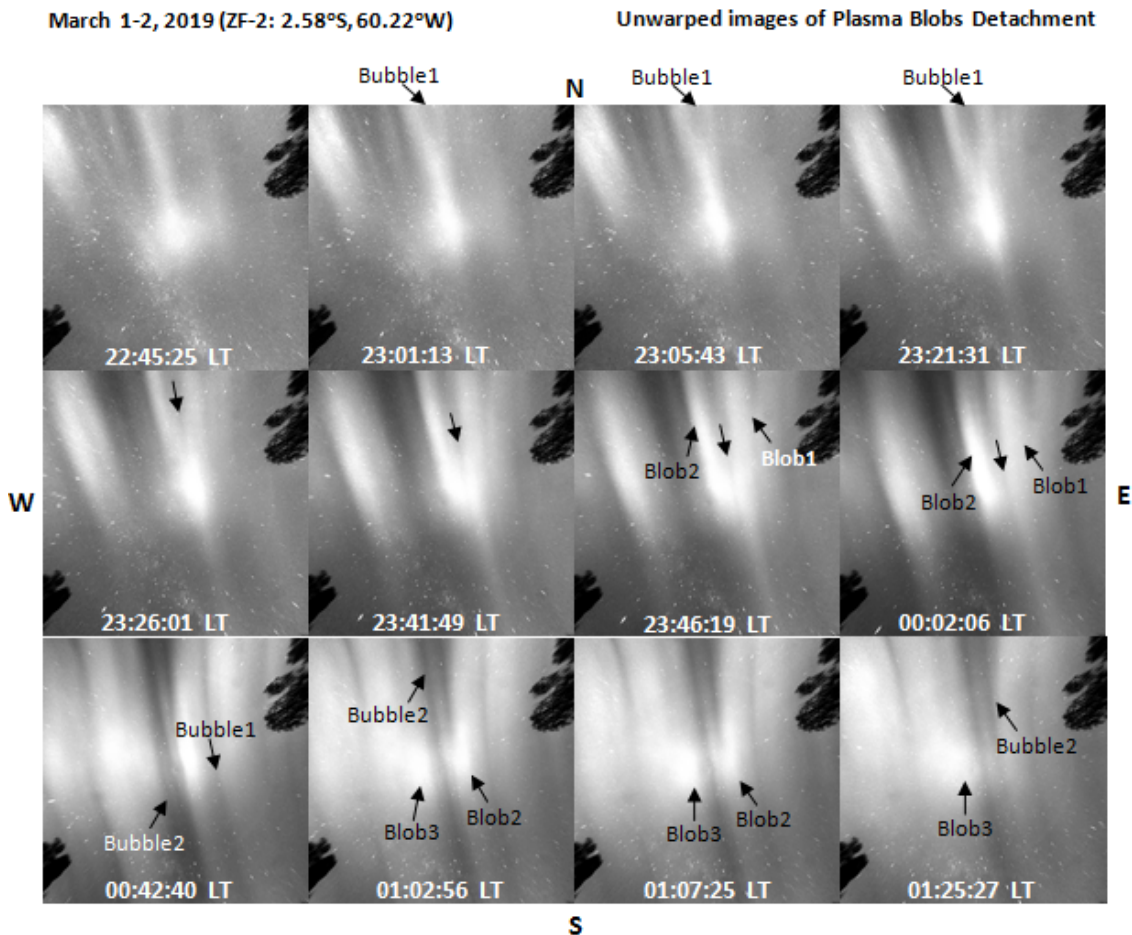 March 1-2, 2019 (ZF-2: 2.58°S, 60.22°W) Unwarped images of Plasma Blobs Detachment
Bubble1 Bubble1 Bubble1
N
22:45:25 LT 23:01:13 LT 23:05:43 LT 23:21:31 LT
Blob2 Blob1 Blob2 Blob1
W E
23:26:01 LT 23:41:49 LT 23:46:19 LT 00:02:06 LT
Bubble1 Bubble2 Bubble2
Bubble2 Blob3 Blob2 Blob3 Blob2 Blob3
00:42:40 LT 01:02:56 LT 01:07:25 LT 01:25:27 LT
S